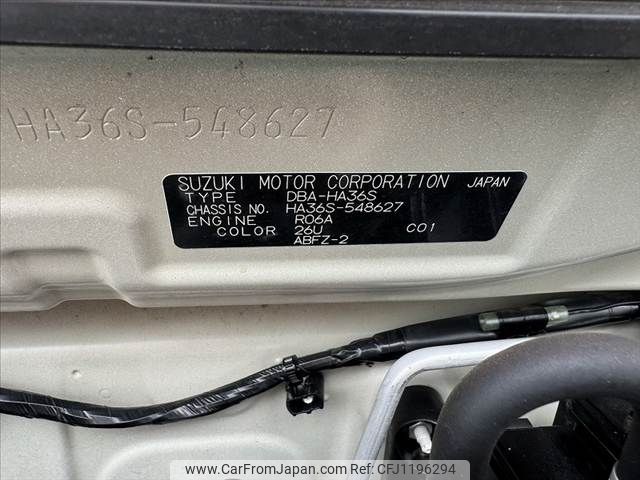 HA36S-548627
SUZUKI MOTOR CORPORATION JAPAN
TYPE DBA-HA36S
CHASSIS NO. HA36S-548627
ENGINE R06A
COLOR 26U C01
ABFZ-2
www.CarFromJapan.com ref:CFJ1196294